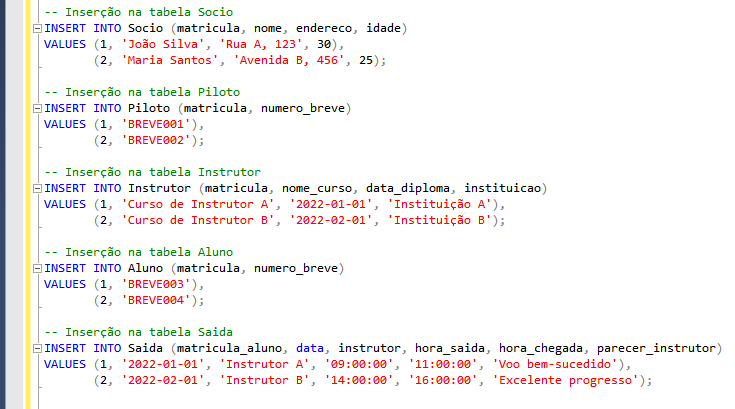 -- Inserção na tabela Socio
INSERT INTO Socio (matricula, nome, endereco, idade)
VALUES (1, 'João Silva', 'Rua A, 123', 30),
(2, 'Maria Santos', 'Avenida B, 456', 25);
-- Inserção na tabela Piloto
INSERT INTO Piloto (matricula, numero_breve)
VALUES (1, 'BREVE001'),
(2, 'BREVE002');
-- Inserção na tabela Instrutor
INSERT INTO Instrutor (matricula, nome_curso, data_diploma, instituicao)
VALUES (1, 'Curso de Instrutor A', '2022-01-01', 'Instituição A'),
(2, 'Curso de Instrutor B', '2022-02-01', 'Instituição B');
-- Inserção na tabela Aluno
INSERT INTO Aluno (matricula, numero_breve)
VALUES (1, 'BREVE003'),
(2, 'BREVE004');
-- Inserção na tabela Saida
INSERT INTO Saida (matricula_aluno, data, instrutor, hora_saida, hora_chegada, parecer_instrutor)
VALUES (1, '2022-01-01', 'Instrutor A', '09:00:00', '11:00:00', 'Voo bem-sucedido'),
(2, '2022-02-01', 'Instrutor B', '14:00:00', '16:00:00', 'Excelente progresso');